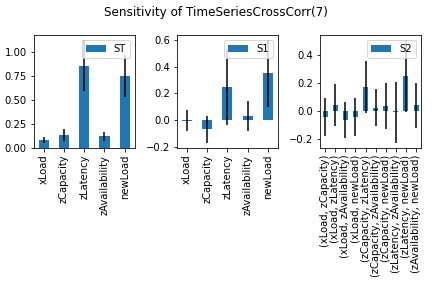 Sensitivity of TimeSeriesCrossCorr(7)
ST
1.00
0.75
0.50
0.25
0.00
xLoad
zCapacity
zLatency
zAvailability
newLoad
S1
0.6
0.4
0.2
0.0
−0.2
xLoad
zCapacity
zLatency
zAvailability
newLoad
S2
0.4
0.2
0.0
−0.2
(xLoad, zCapacity)
(xLoad, zLatency)
(xLoad, zAvailability)
(xLoad, newLoad)
(zCapacity, zLatency)
(zCapacity, zAvailability)
(zCapacity, newLoad)
(zLatency, zAvailability)
(zLatency, newLoad)
(zAvailability, newLoad)